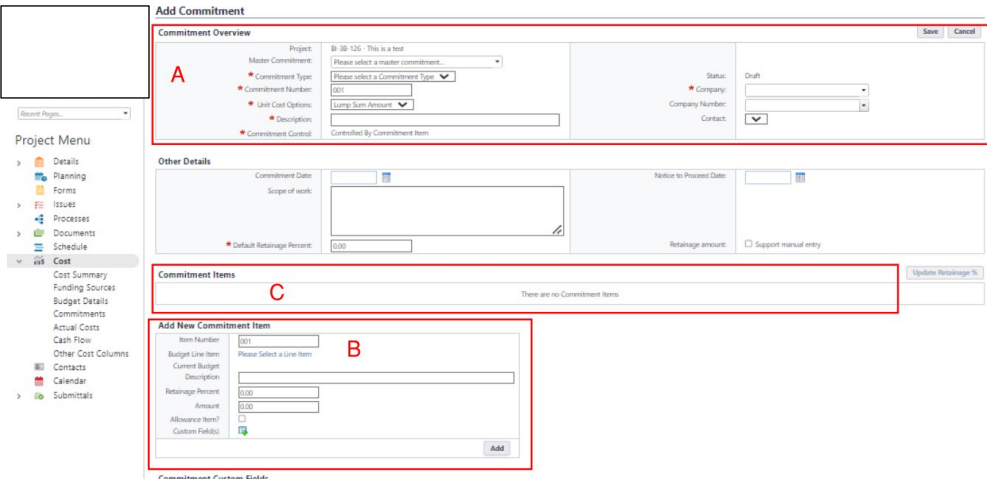 Add Commitment
Commitment Overview
Save Cancel
A
Project: BI-3B-126 - This is a test
Master Commitment: Please select a master commitment...
* Commitment Type: Please select a Commitment Type
Status: Draft
* Commitment Number: 001
* Company:
* Unit Cost Options: Lump Sum Amount
Company Number:
* Description:
Contact:
* Commitment Control: Controlled By Commitment Item
Recent Pages...
Project Menu
Details
Planning
Forms
Issues
Processes
Documents
Schedule
Cost
Cost Summary
Funding Sources
Budget Details
Commitments
Actual Costs
Cash Flow
Other Cost Columns
Contacts
Calendar
Submittals
Other Details
Commitment Date:
Notice to Proceed Date:
Scope of work:
* Default Retainage Percent: 0.00
Retainage amount: Support manual entry
Commitment Items
Update Retainage %
C
There are no Commitment Items
Add New Commitment Item
B
Item Number 001
Budget Line Item Please Select a Line Item
Current Budget
Description
Retainage Percent 0.00
Amount 0.00
Allowance Item?
Custom Field(s)
Add
Commitment Custom Fields